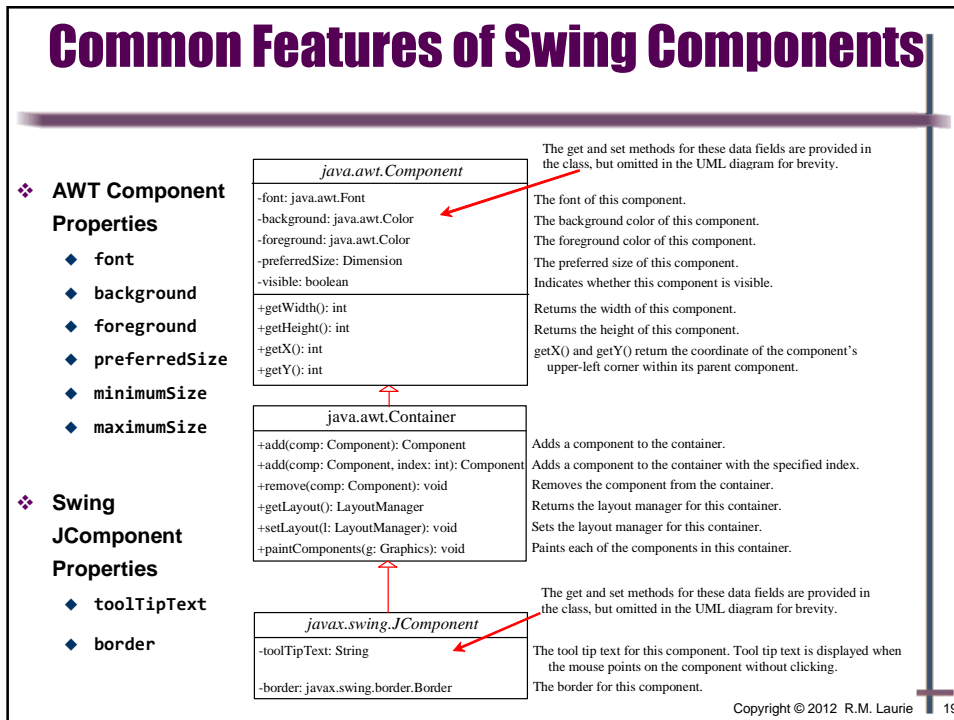 Common Features of Swing Components
❖ AWT Component
Properties
◆ font
◆ background
◆ foreground
◆ preferredSize
◆ minimumSize
◆ maximumSize
❖ Swing
JComponent
Properties
◆ toolTipText
◆ border
The get and set methods for these data fields are provided in
the class, but omitted in the UML diagram for brevity.
java.awt.Component
-font: java.awt.Font
The font of this component.
-background: java.awt.Color
The background color of this component.
-foreground: java.awt.Color
The foreground color of this component.
-preferredSize: Dimension
The preferred size of this component.
-visible: boolean
Indicates whether this component is visible.
+getWidth(): int
Returns the width of this component.
+getHeight(): int
Returns the height of this component.
+getX(): int
getX() and getY() return the coordinate of the component's
+getY(): int
upper-left corner within its parent component.
java.awt.Container
+add(comp: Component): Component
Adds a component to the container.
+add(comp: Component, index: int): Component
Adds a component to the container with the specified index.
+remove(comp: Component): void
Removes the component from the container.
+getLayout(): LayoutManager
Returns the layout manager for this container.
+setLayout(l: LayoutManager): void
Sets the layout manager for this container.
+paintComponents(g: Graphics): void
Paints each of the components in this container.
The get and set methods for these data fields are provided in
the class, but omitted in the UML diagram for brevity.
javax.swing.JComponent
-toolTipText: String
The tool tip text for this component. Tool tip text is displayed when
the mouse points on the component without clicking.
-border: javax.swing.border.Border
The border for this component.
Copyright © 2012 R.M. Laurie 19